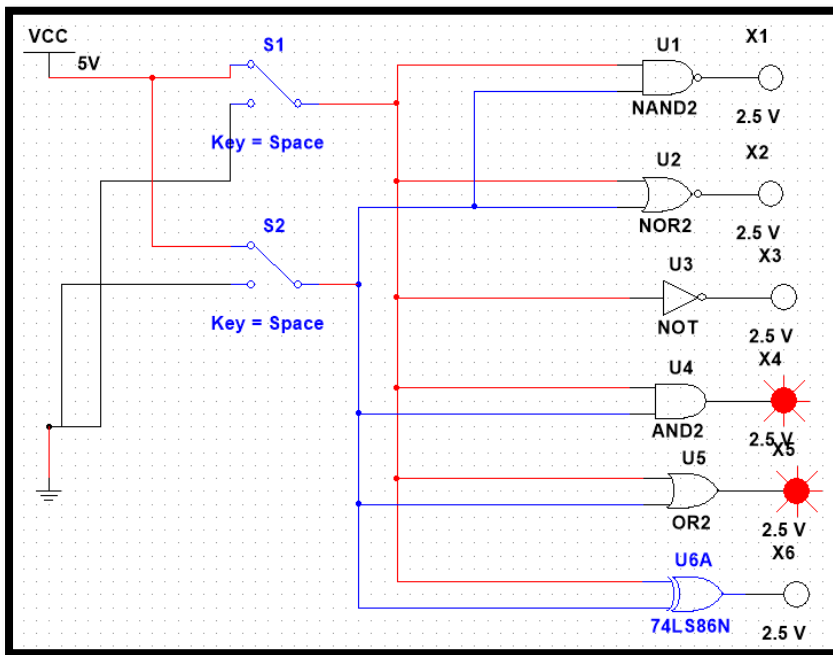 VCC
5V
S1
Key = Space
S2
Key = Space
U1
NAND2
X1
2.5 V
U2
NOR2
X2
2.5 V
U3
NOT
X3
2.5 V
U4
AND2
X4
2.5 V
U5
OR2
X5
2.5 V
U6A
74LS86N
X6
2.5 V